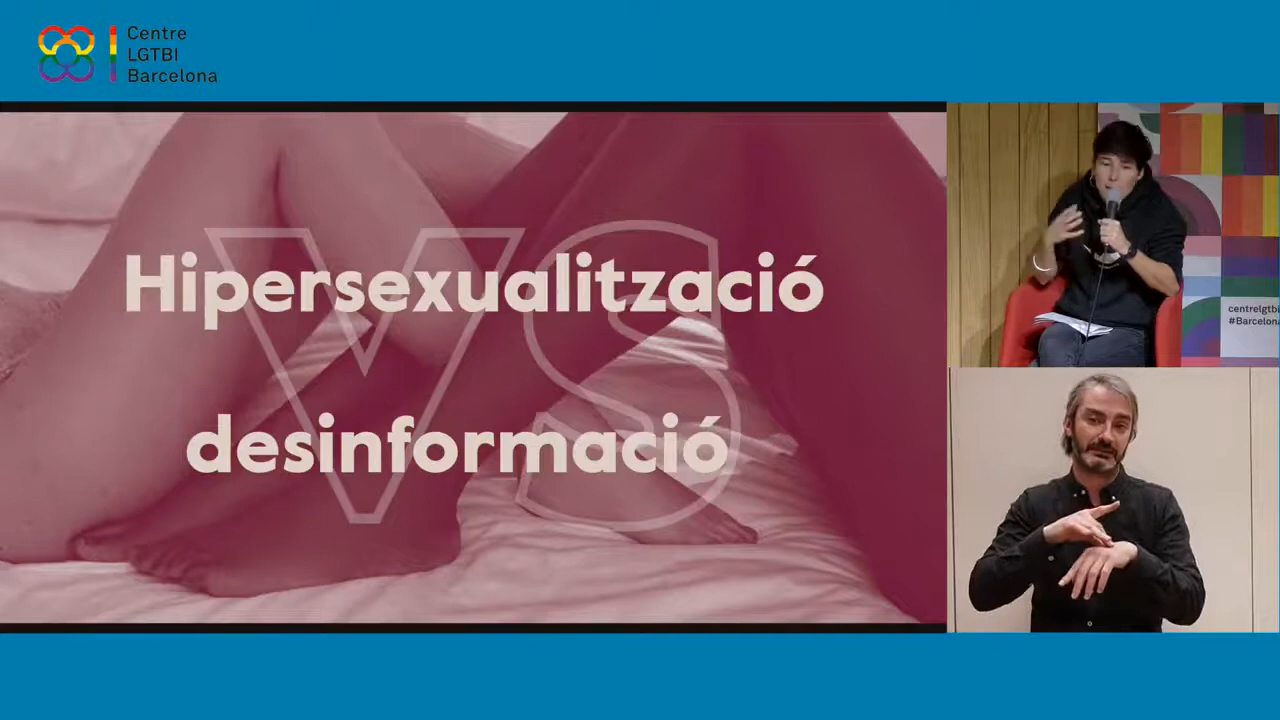 Centre
LGTBI
Barcelona
Hipersexualització
VS
desinformació
centrelgtbi
#Barcelona